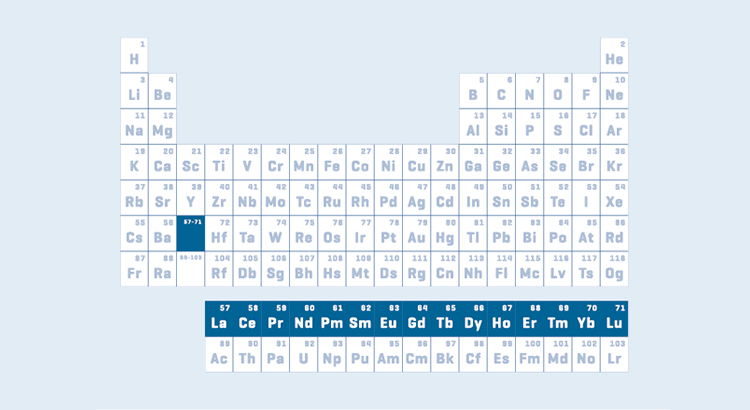 1 2
H He
3 4 5 6 7 8 9 10
Li Be B C N O F Ne
11 12 13 14 15 16 17 18
Na Mg Al Si P S Cl Ar
19 20 21 22 23 24 25 26 27 28 29 30 31 32 33 34 35 36
K Ca Sc Ti V Cr Mn Fe Co Ni Cu Zn Ga Ge As Se Br Kr
37 38 39 40 41 42 43 44 45 46 47 48 49 50 51 52 53 54
Rb Sr Y Zr Nb Mo Tc Ru Rh Pd Ag Cd In Sn Sb Te I Xe
55 56 57-71 72 73 74 75 76 77 78 79 80 81 82 83 84 85 86
Cs Ba Hf Ta W Re Os Ir Pt Au Hg Tl Pb Bi Po At Rd
87 88 89-103 104 105 106 107 108 109 110 111 112 113 114 115 116 117 118
Fr Ra Rf Db Sg Bh Hs Mt Ds Rg Cn Nh Fl Mc Lv Ts Og
57 58 59 60 61 62 63 64 65 66 67 68 69 70 71
La Ce Pr Nd Pm Sm Eu Gd Tb Dy Ho Er Tm Yb Lu
89 90 91 92 93 94 95 96 97 98 99 100 101 102 103
Ac Th Pa U Np Pu Am Cm Bk Cf Es Fm Md No Lr